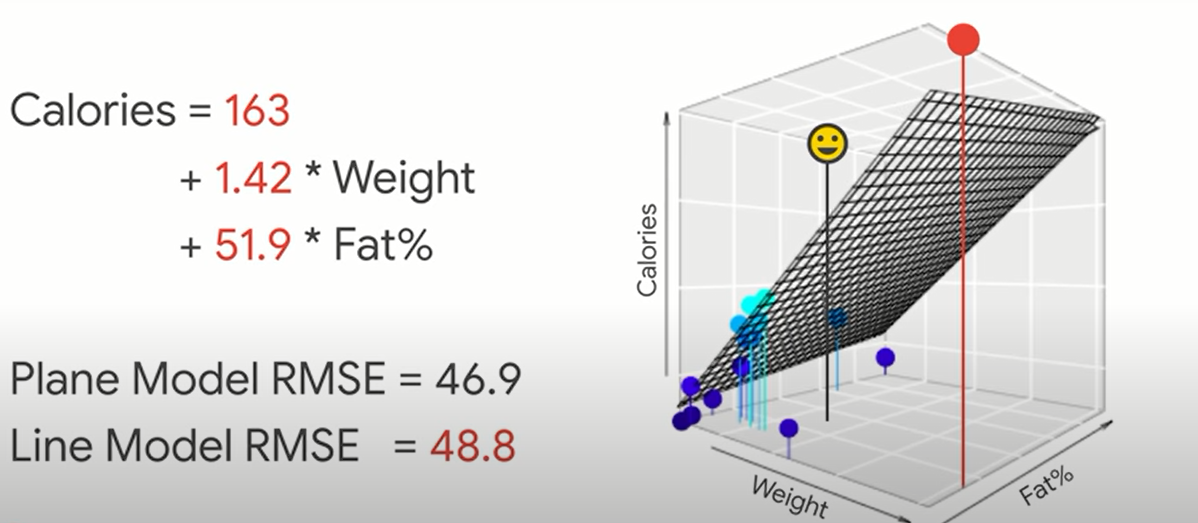 Calories = 163
+ 1.42 * Weight
+ 51.9 * Fat%
Plane Model RMSE = 46.9
Line Model RMSE = 48.8
Calories
Weight
Fat%